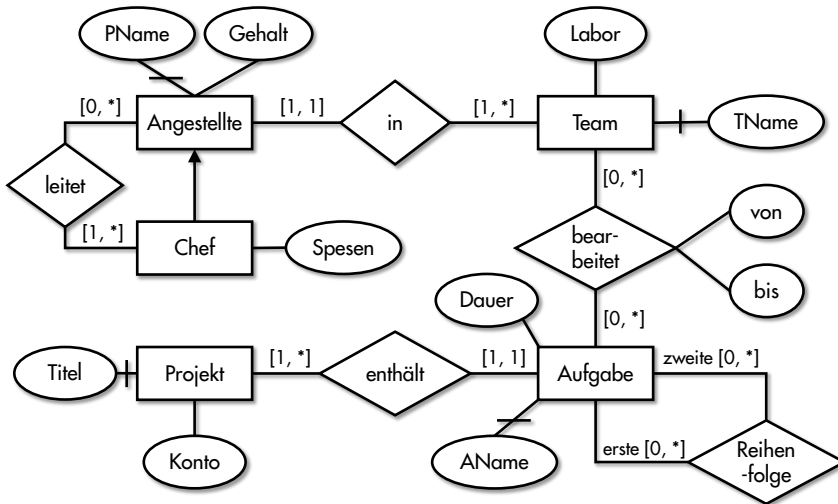 PName
Gehalt
Labor
[0, *]
Angestellte
[1, 1]
in
[1, *]
Team
TName
leitet
[0, *]
von
[1, *]
Chef
Spesen
bear-
beitet
bis
Dauer
[0, *]
Titel
Projekt
[1, *]
enthält
[1, 1]
Aufgabe
zweite [0, *]
Konto
AName
erste [0, *]
Reihen
-folge